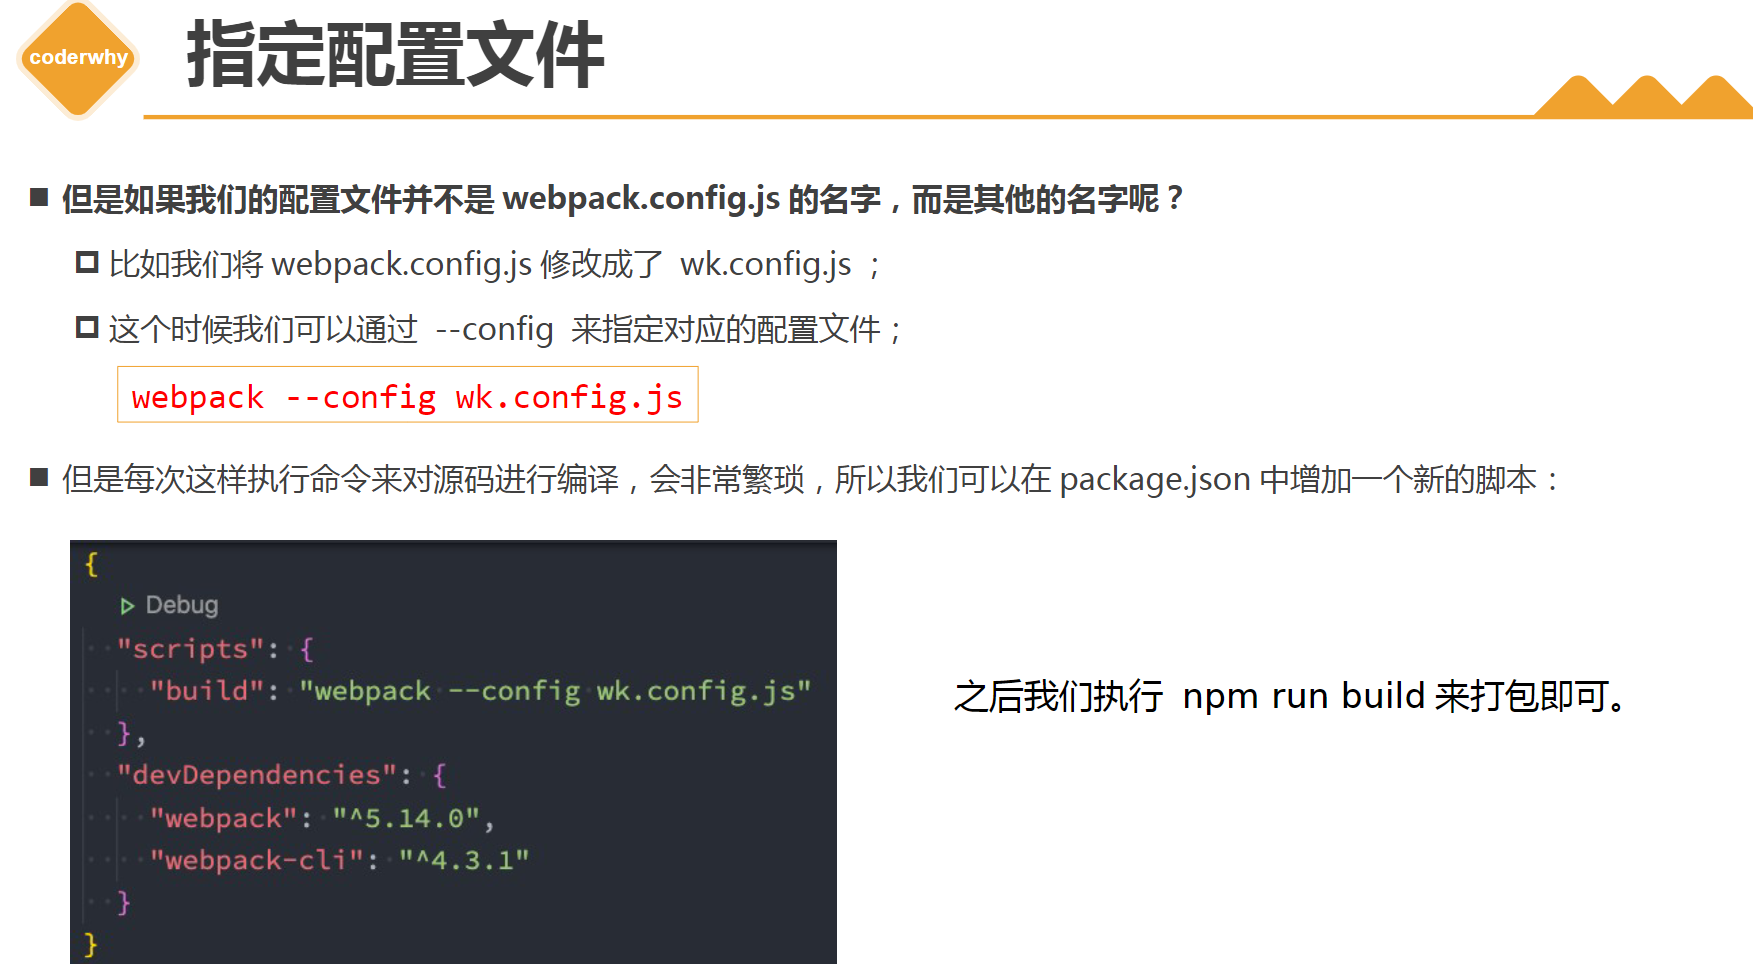 coderwhy
指定配置文件
但是如果我们的配置文件并不是 webpack.config.js 的名字，而是其他的名字呢？
比如我们将 webpack.config.js 修改成了 wk.config.js ；
这个时候我们可以通过 --config 来指定对应的配置文件；
webpack --config wk.config.js
但是每次这样执行命令来对源码进行编译，会非常繁琐，所以我们可以在 package.json 中增加一个新的脚本：
{
Debug
"scripts": {
"build": "webpack --config wk.config.js"
},
"devDependencies": {
"webpack": "^5.14.0",
"webpack-cli": "^4.3.1"
}
}
之后我们执行 npm run build 来打包即可。